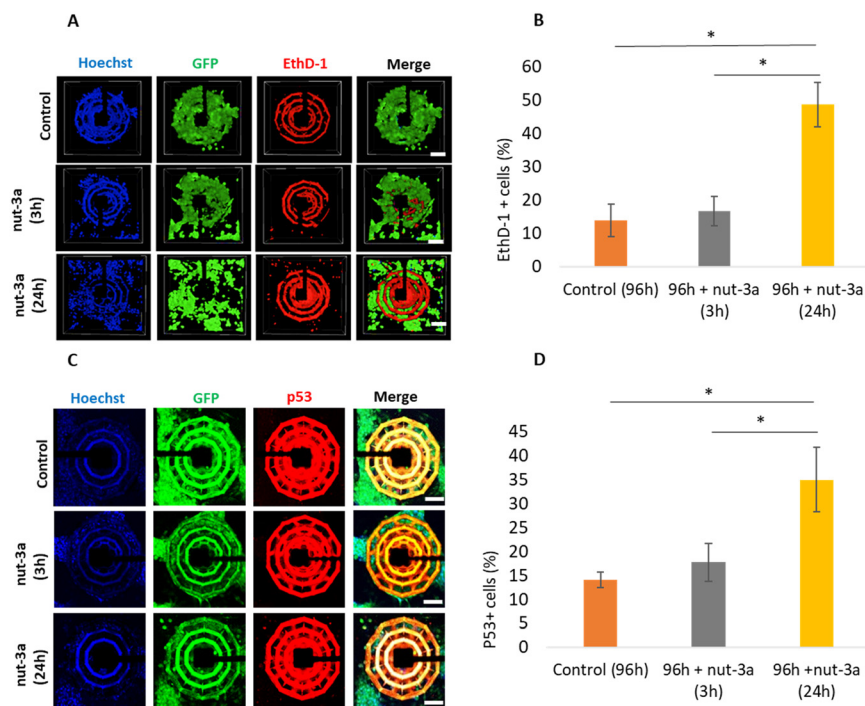 A
Hoechst GFP EthD-1 Merge
Control
nut-3a
(3h)
nut-3a
(24h)
B
*
*
EthD-1 + cells (%)
60
50
40
30
20
10
0
Control (96h) 96h + nut-3a 96h + nut-3a
(3h) (24h)
C
Hoechst GFP p53 Merge
Control
nut-3a
(3h)
nut-3a
(24h)
D
*
*
P53+ cells (%)
45
40
35
30
25
20
15
10
5
0
Control (96h) 96h + nut-3a 96h +nut-3a
(3h) (24h)